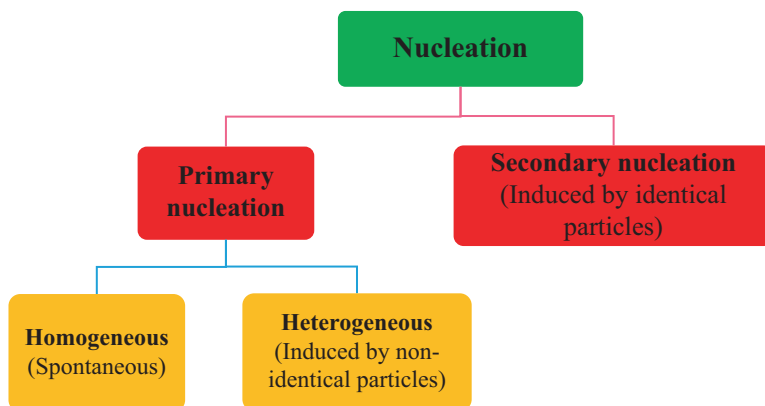 Nucleation
Primary
nucleation
Secondary nucleation
(Induced by identical
particles)
Homogeneous
(Spontaneous)
Heterogeneous
(Induced by non-
identical particles)